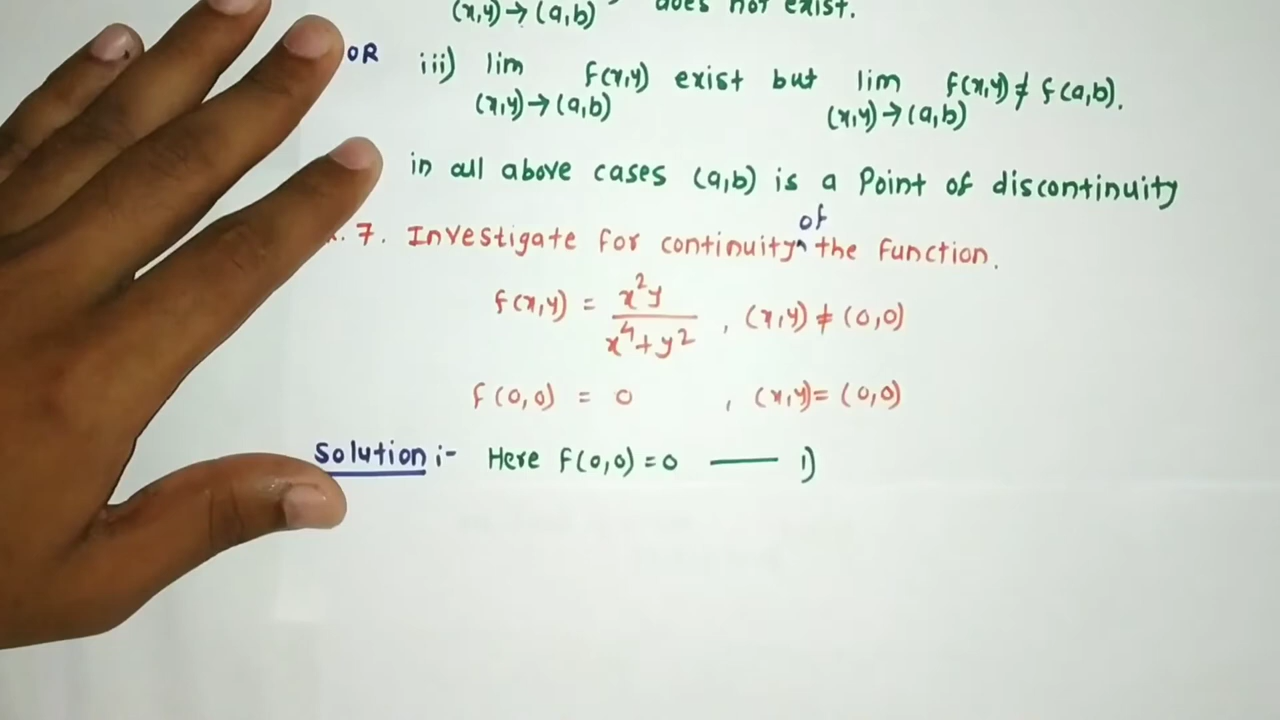 (x,y)→(a,b) does not exist.
OR iii) lim f(x,y) exist but lim f(x,y) ≠ f(a,b).
(x,y)→(a,b) (x,y)→(a,b)
in all above cases (a,b) is a Point of discontinuity
. 7. Investigate for continuity of the function.
f(x,y) = x²y / x⁴+y² , (x,y) ≠ (0,0)
f(0,0) = 0 , (x,y) = (0,0)
Solution :- Here f(0,0) = 0 —— 1)